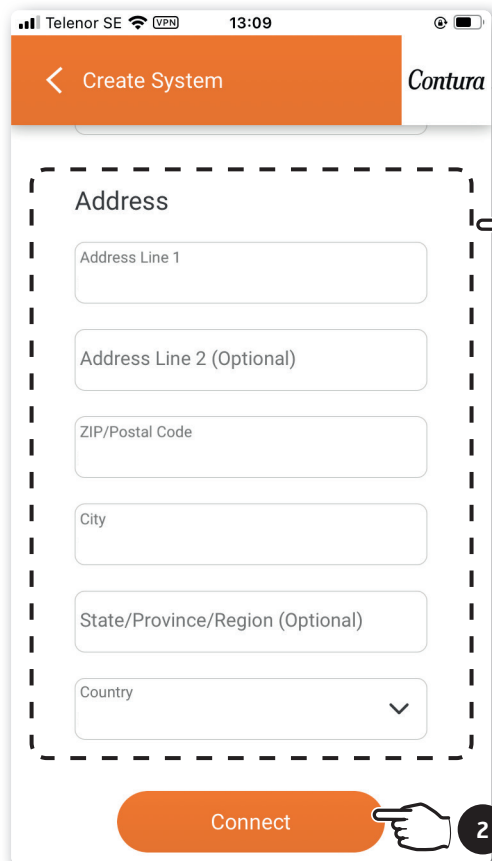 Telenor SE VPN 13:09
Create System
Contura
Address
Address Line 1
Address Line 2 (Optional)
ZIP/Postal Code
City
State/Province/Region (Optional)
Country
Connect
2